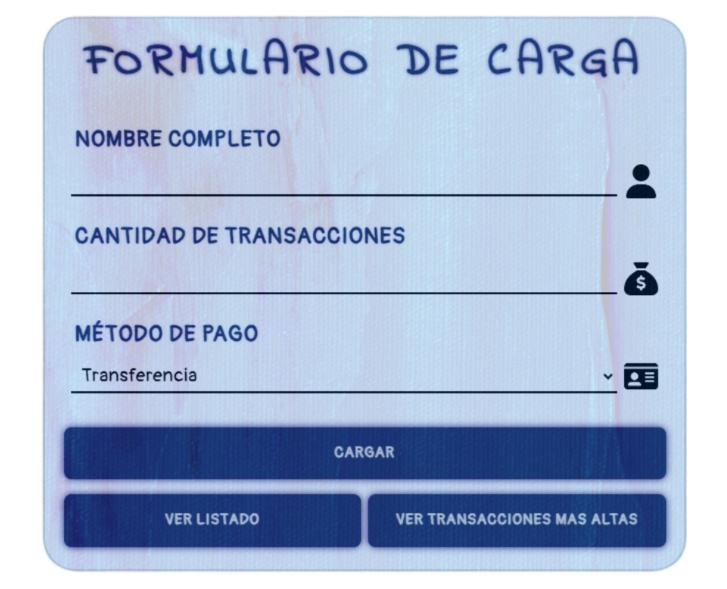 FORMULARIO DE CARGA
NOMBRE COMPLETO
CANTIDAD DE TRANSACCIONES
$
MÉTODO DE PAGO
Transferencia
CARGAR
VER LISTADO
VER TRANSACCIONES MAS ALTAS